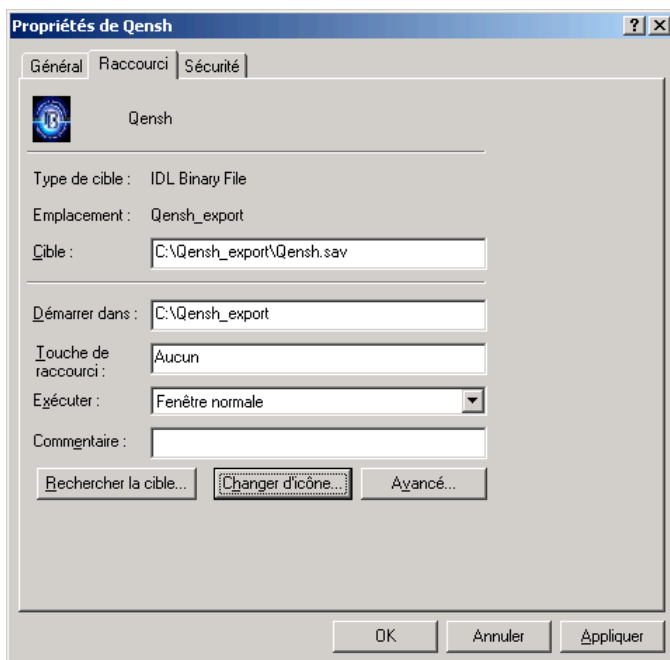 Propriétés de Qensh
Général Raccourci Sécurité
Qensh
Type de cible : IDL Binary File
Emplacement : Qensh_export
Cible : C:\Qensh_export\Qensh.sav
Démarrer dans : C:\Qensh_export
Touche de
raccourci : Aucun
Exécuter : Fenêtre normale
Commentaire :
Rechercher la cible... Changer d'icône... Avancé...
OK Annuler Appliquer